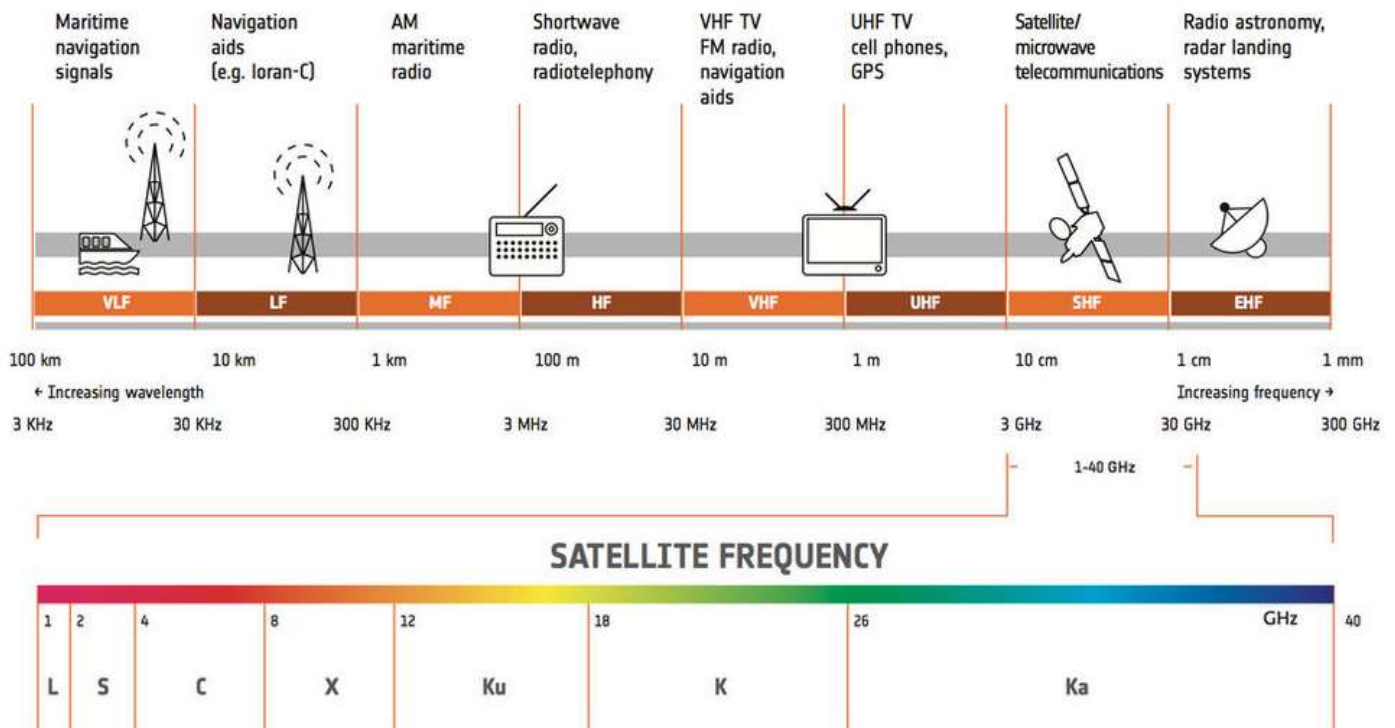 Maritime
navigation
signals
Navigation
aids
(e.g. loran-C)
AM
maritime
radio
Shortwave
radio,
radiotelephony
VHF TV
FM radio,
navigation
aids
UHF TV
cell phones,
GPS
Satellite/
microwave
telecommunications
Radio astronomy,
radar landing
systems
VLF LF MF HF VHF UHF SHF EHF
100 km 10 km 1 km 100 m 10 m 1 m 10 cm 1 cm 1 mm
← Increasing wavelength Increasing frequency →
3 KHz 30 KHz 300 KHz 3 MHz 30 MHz 300 MHz 3 GHz 30 GHz 300 GHz
1-40 GHz
SATELLITE FREQUENCY
1 2 4 8 12 18 26 GHz 40
L S C X Ku K Ka